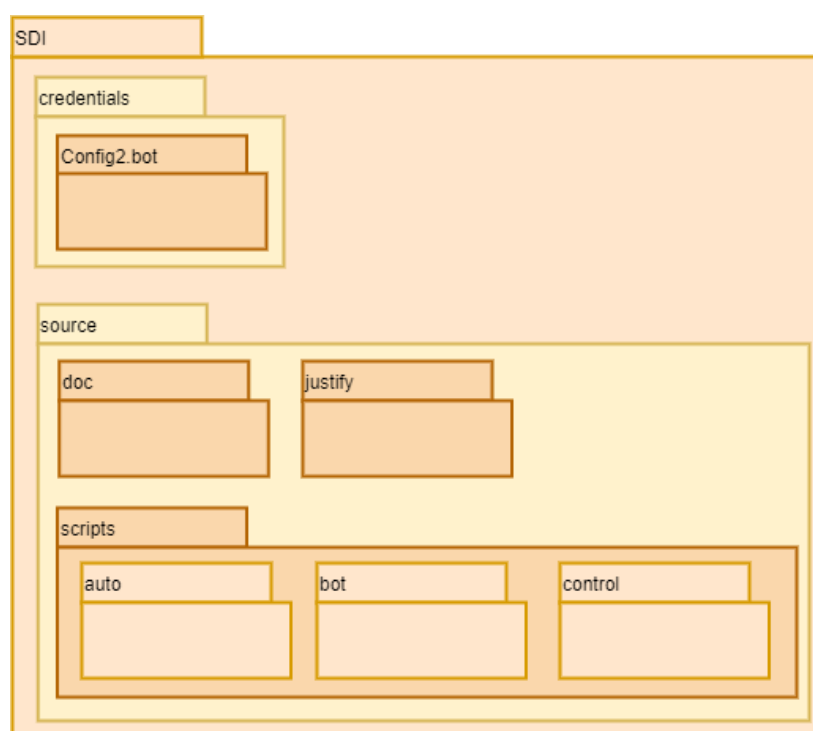 SDI
credentials
Config2.bot
source
doc
justify
scripts
auto
bot
control